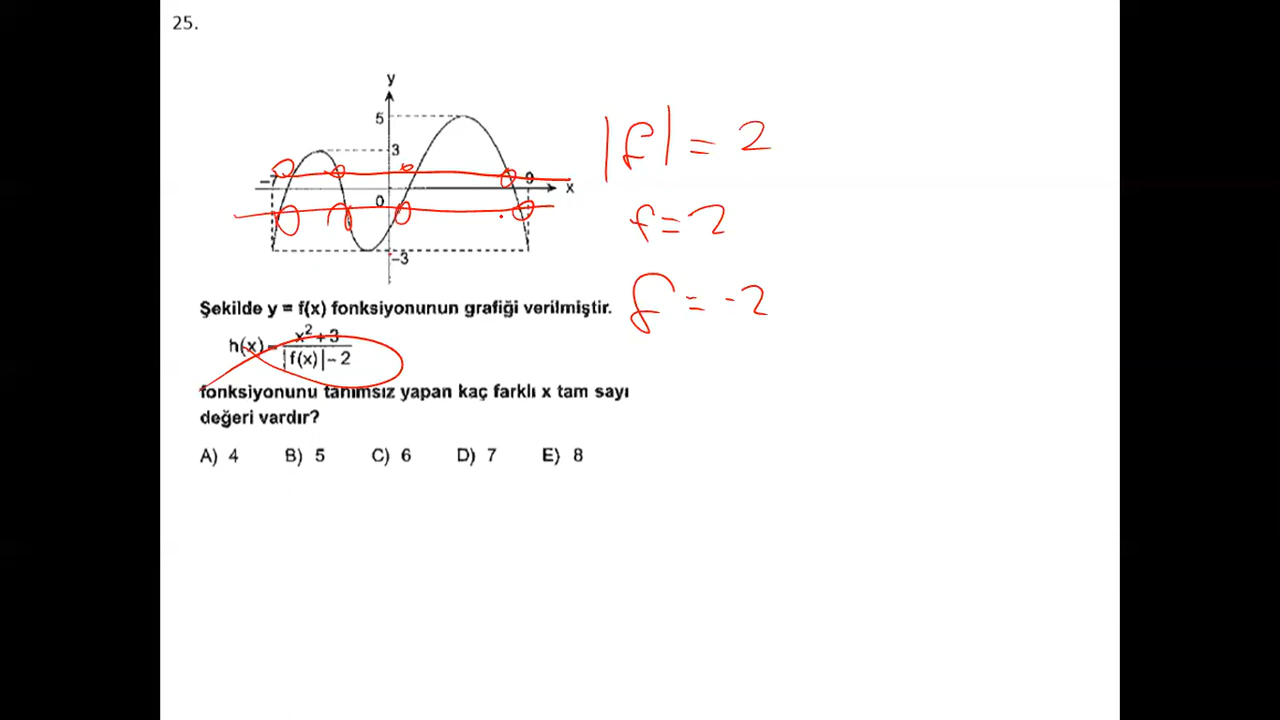 25.
y
5
3
-7
9
x
0
-3
|f| = 2
f = 2
f = -2
Şekilde y = f(x) fonksiyonunun grafiği verilmiştir.
h(x) = x² + 3 / |f(x)| - 2
fonksiyonunu tanımsız yapan kaç farklı x tam sayı
değeri vardır?
A) 4 B) 5 C) 6 D) 7 E) 8